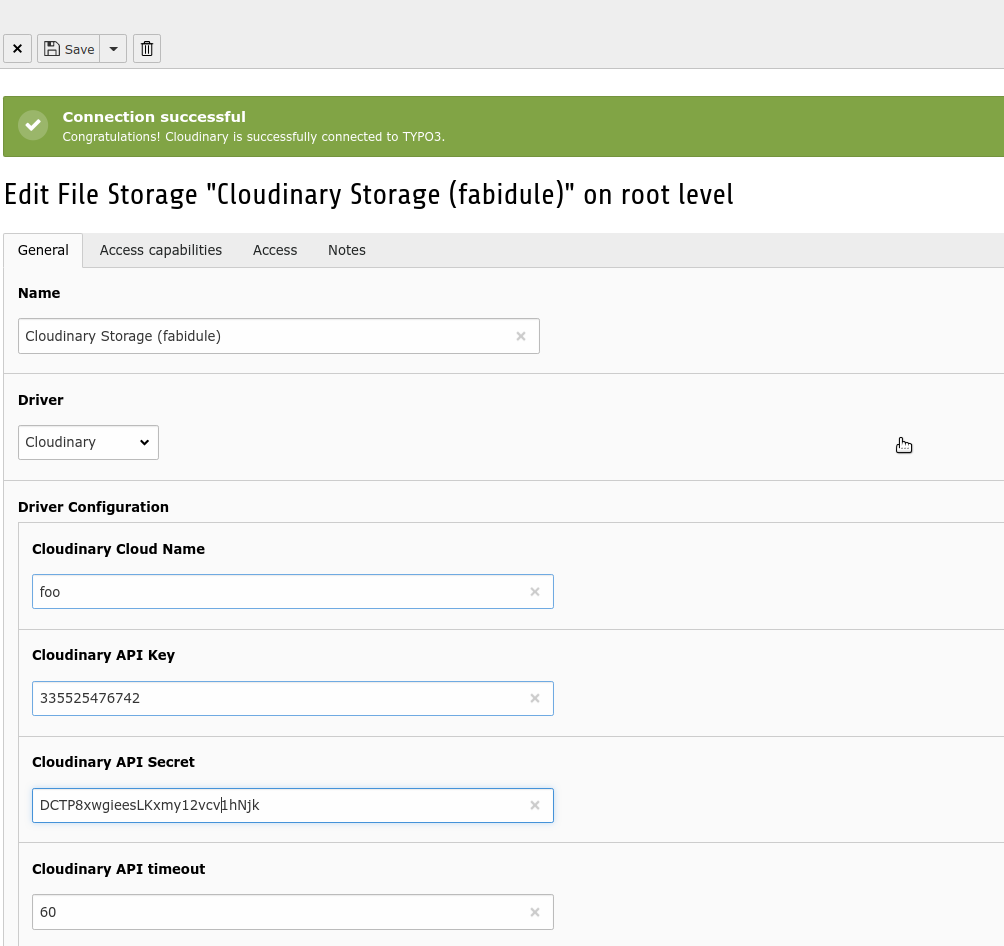 Save
Connection successful
Congratulations! Cloudinary is successfully connected to TYPO3.
Edit File Storage "Cloudinary Storage (fabidule)" on root level
General Access capabilities Access Notes
Name
Cloudinary Storage (fabidule)
Driver
Cloudinary
Driver Configuration
Cloudinary Cloud Name
foo
Cloudinary API Key
335525476742
Cloudinary API Secret
DCTP8xwgieesLKxmy12vcv1hNjk
Cloudinary API timeout
60